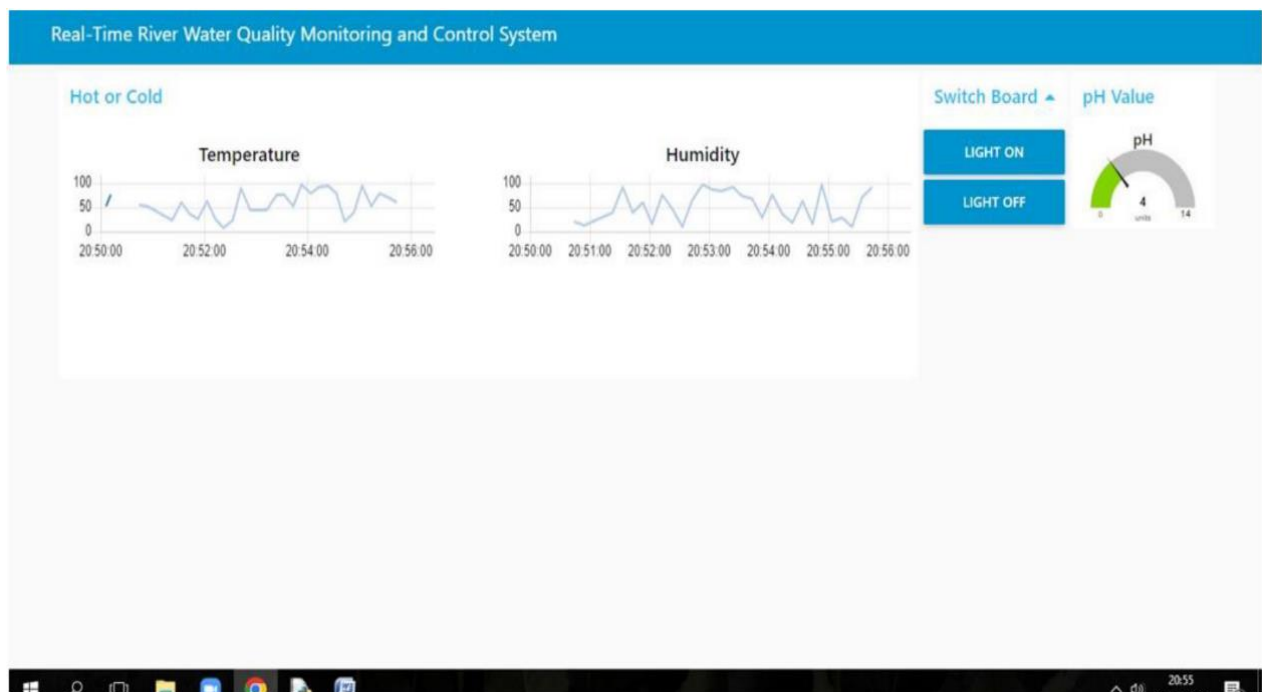 Real-Time River Water Quality Monitoring and Control System
Hot or Cold
Temperature
100
50
0
20:50:00 20:52:00 20:54:00 20:56:00
Humidity
100
50
0
20:50:00 20:51:00 20:52:00 20:53:00 20:54:00 20:55:00 20:56:00
Switch Board
LIGHT ON
LIGHT OFF
pH Value
pH
4
units
0 14
20:55